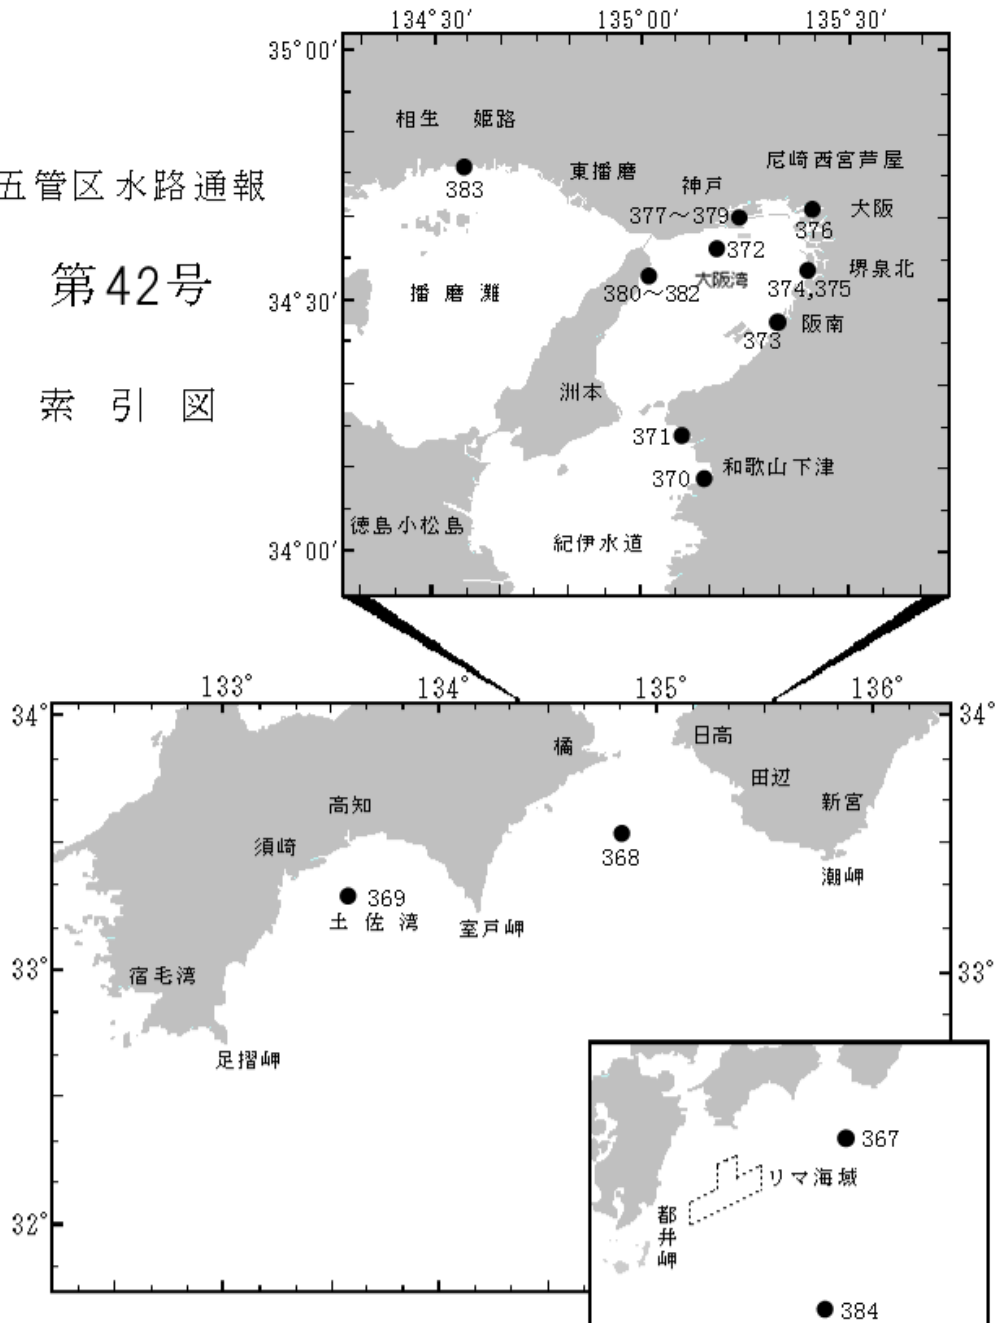 134°30′ 135°00′ 135°30′
35°00′
相生 姫路
尼崎西宮芦屋
東播磨
神戸
383
五管区水路通報
377～379
大阪
376
372
堺泉北
大阪湾
第42号
播磨灘
380～382
374,375
34°30′
阪南
373
索引図
洲本
371
和歌山下津
370
徳島小松島
紀伊水道
34°00′
133° 134° 135° 136°
34° 34°
日高
橘
田辺
新宮
高知
須崎
368
潮岬
369
土佐湾
室戸岬
33° 33°
宿毛湾
足摺岬
367
リマ海域
都井岬
32°
384